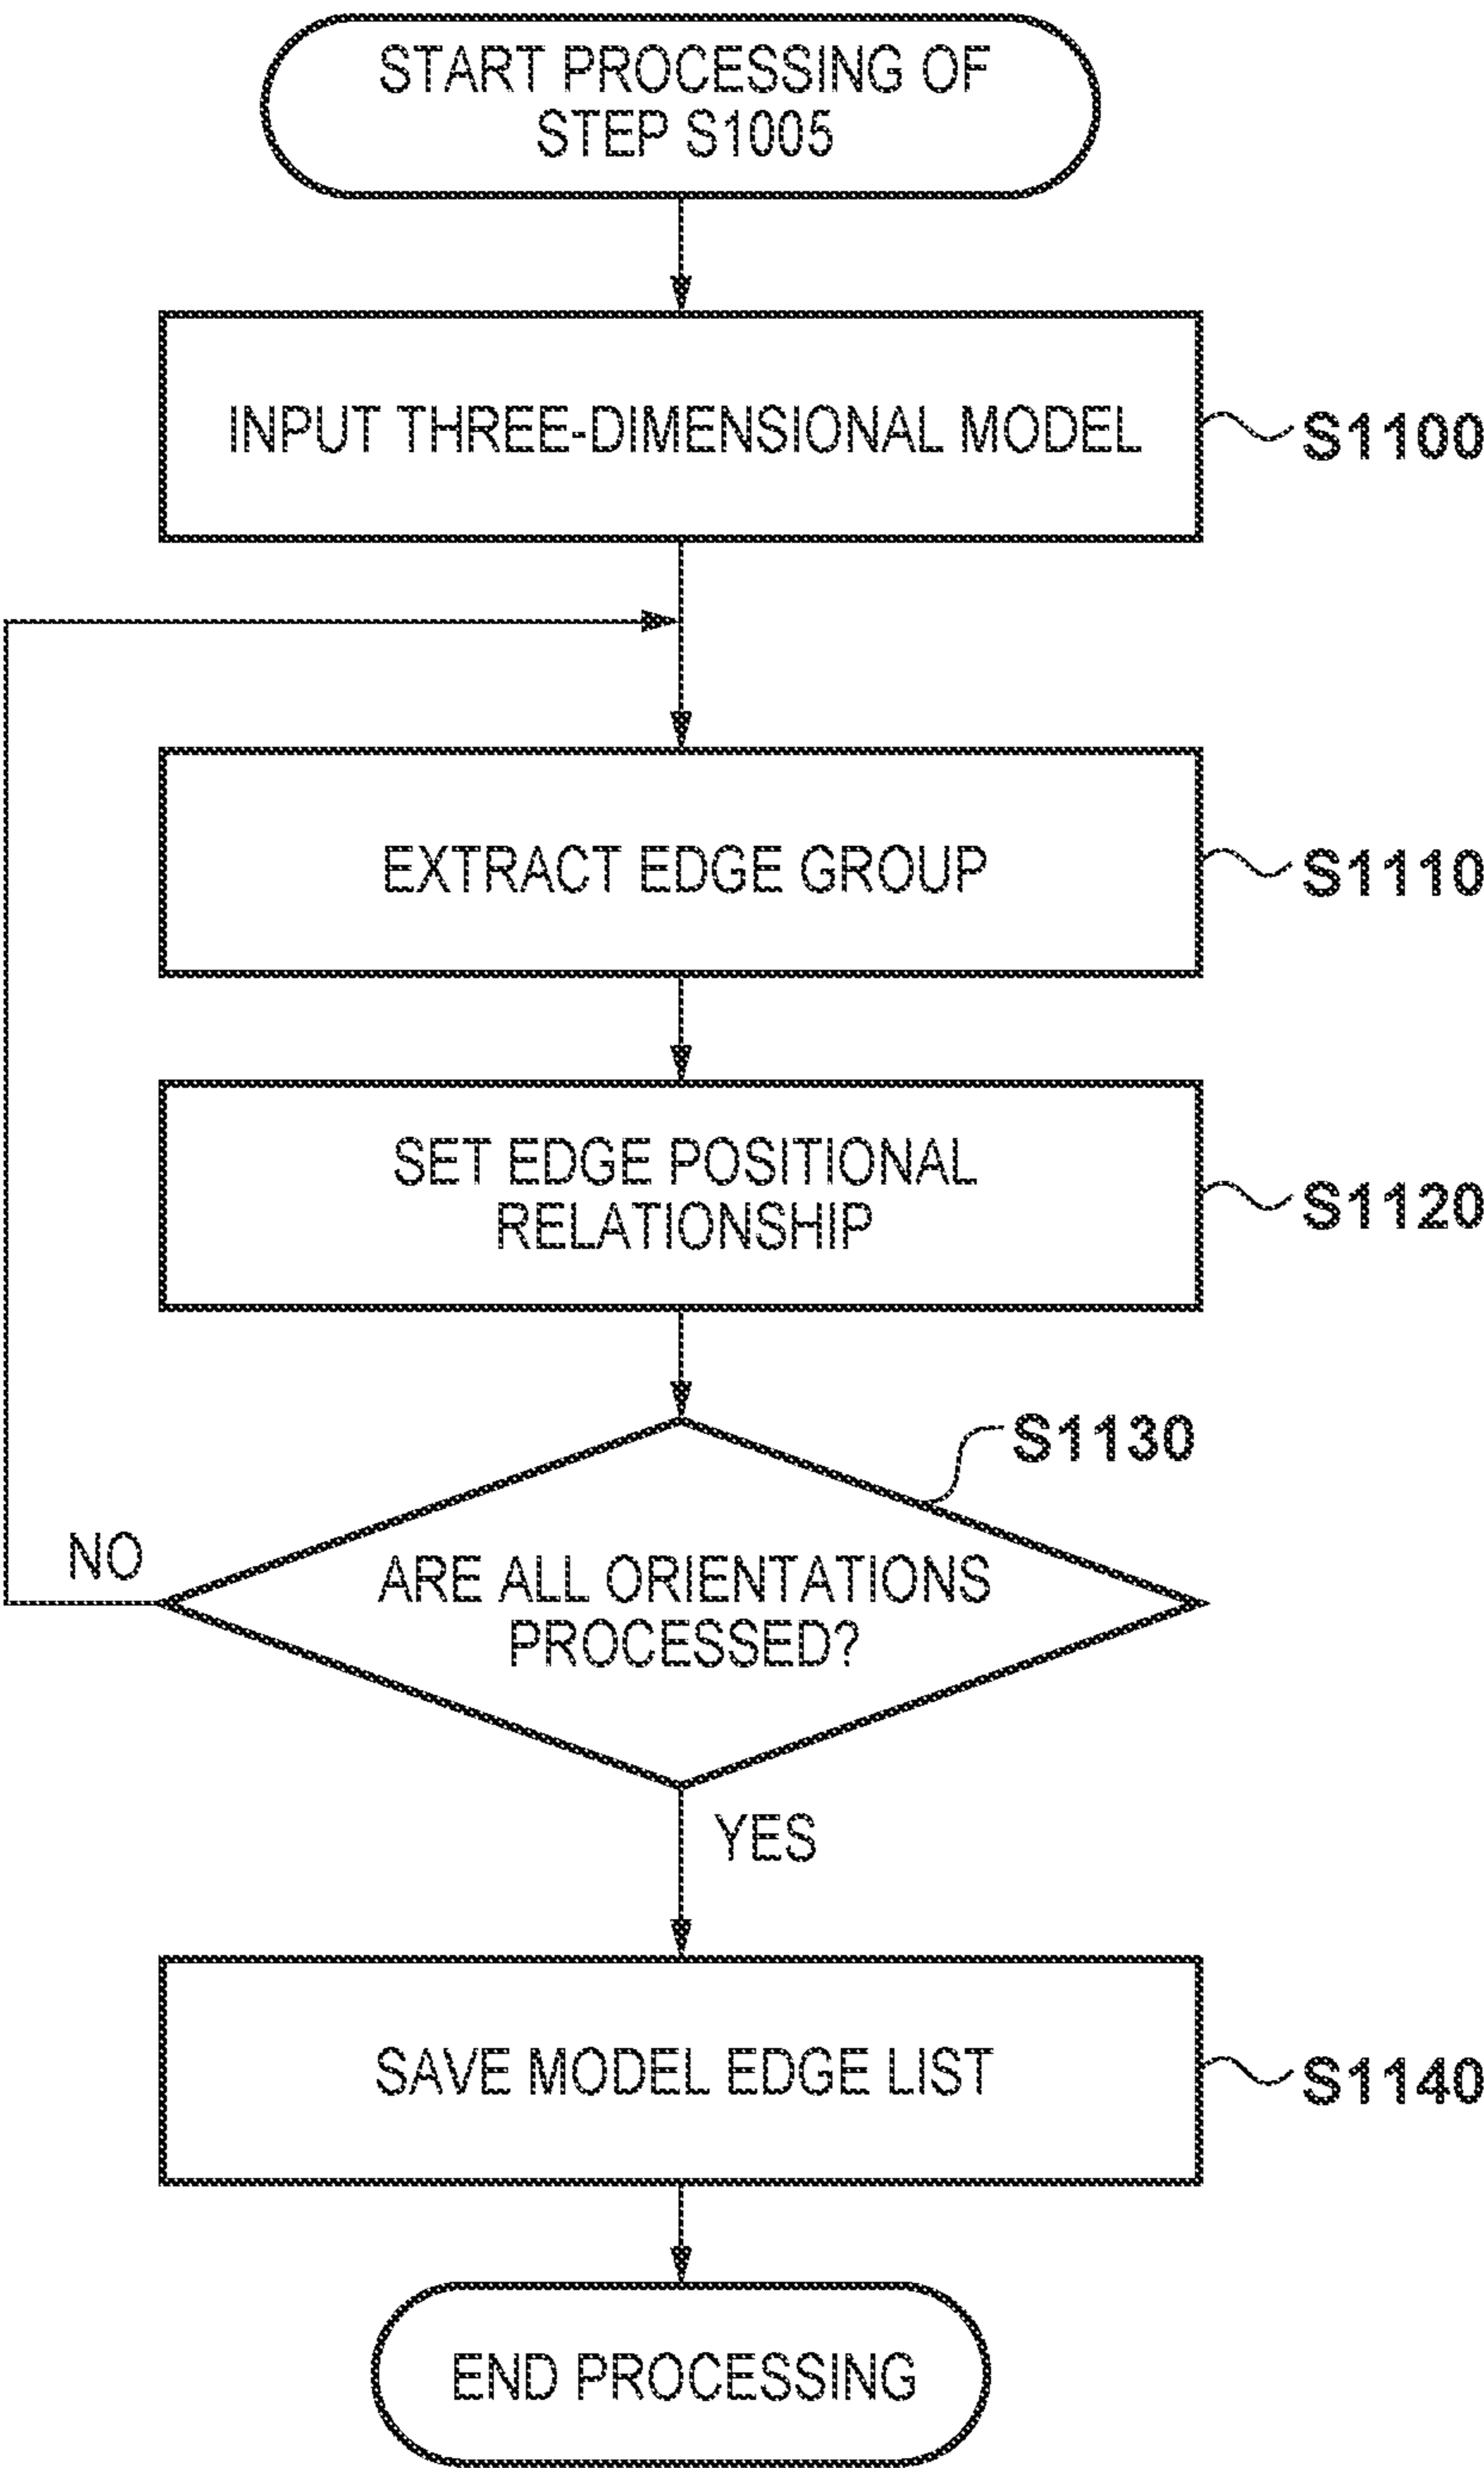 START PROCESSING OF
STEP S1005
INPUT THREE-DIMENSIONAL MODEL
S1100
EXTRACT EDGE GROUP
S1110
SET EDGE POSITIONAL
RELATIONSHIP
S1120
S1130
ARE ALL ORIENTATIONS
PROCESSED?
NO
YES
SAVE MODEL EDGE LIST
S1140
END PROCESSING